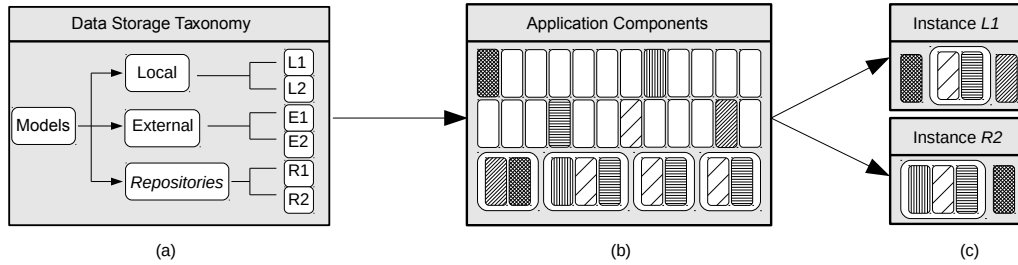 Data Storage Taxonomy
Application Components
Instance L1
Models
Local
External
Repositories
L1
L2
E1
E2
R1
R2
Instance R2
(a)
(b)
(c)